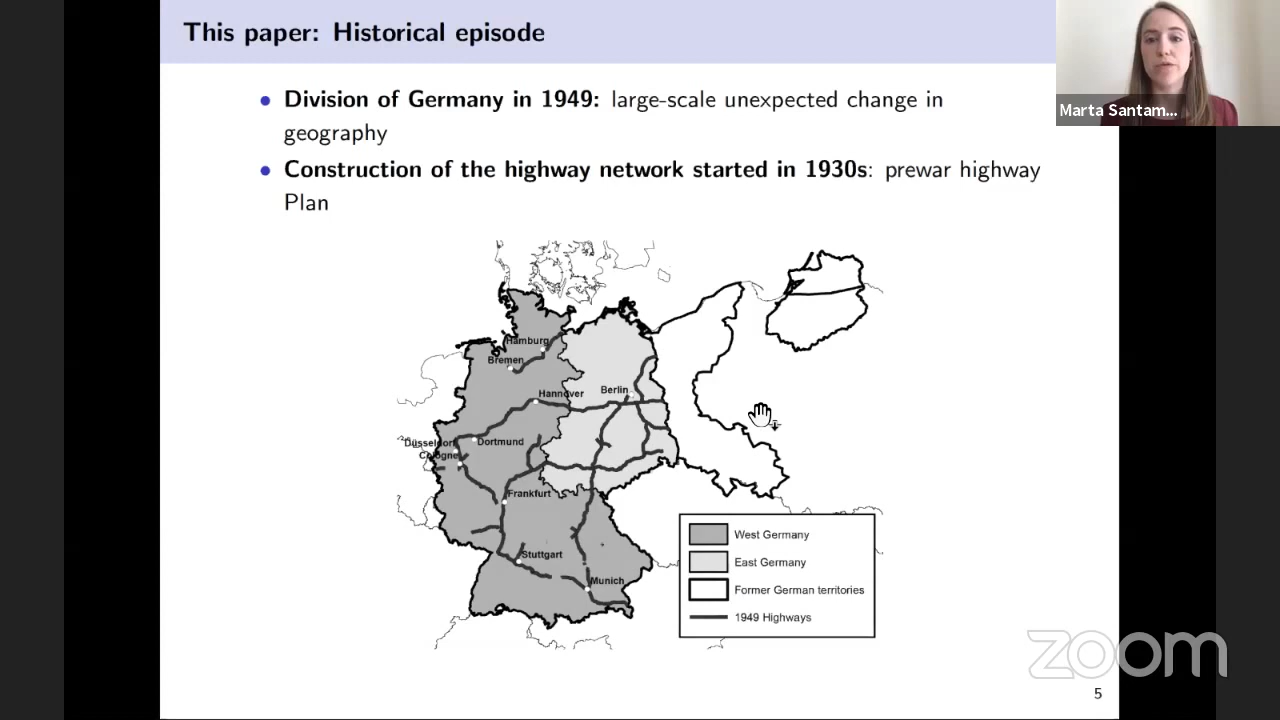 This paper: Historical episode
Marta Santam...
• Division of Germany in 1949: large-scale unexpected change in
geography
• Construction of the highway network started in 1930s: prewar highway
Plan
Hamburg
Bremen
Hannover
Berlin
Düsseldorf
Dortmund
Cologne
Frankfurt
Stuttgart
Munich
West Germany
East Germany
Former German territories
1949 Highways
zoom
5